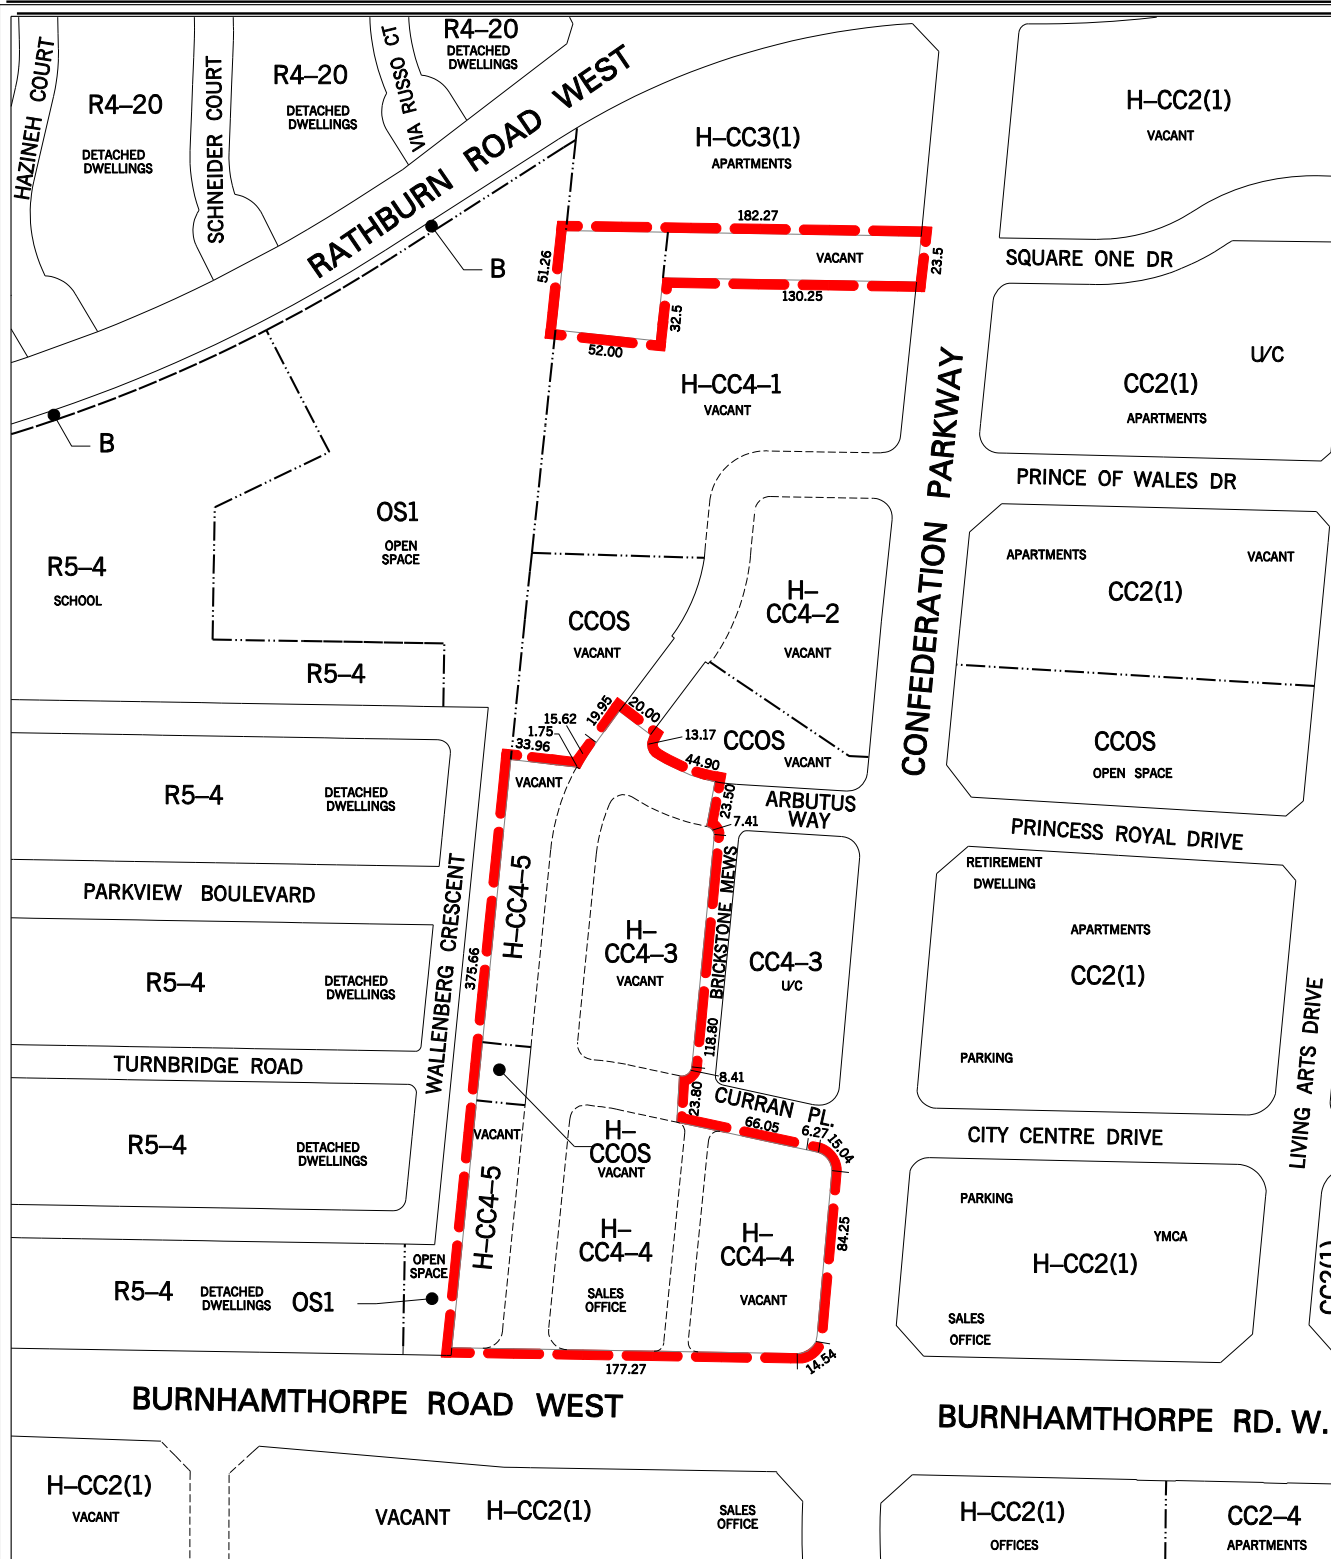 R4–20
DETACHED
DWELLINGS
HAZINEH COURT
R4–20
DETACHED
DWELLINGS
SCHNEIDER COURT
R4–20
DETACHED
DWELLINGS
VIA RUSSO CT
RATHBURN ROAD WEST
H–CC3(1)
APARTMENTS
H–CC2(1)
VACANT
182.27
VACANT
23.5
51.26
130.25
32.5
52.00
SQUARE ONE DR
B
B
H–CC4–1
VACANT
U/C
CC2(1)
APARTMENTS
CONFEDERATION PARKWAY
PRINCE OF WALES DR
OS1
OPEN
SPACE
R5–4
SCHOOL
APARTMENTS
VACANT
CC2(1)
H–
CC4–2
VACANT
CCOS
VACANT
R5–4
19.95
20.00
15.62
1.75
33.96
13.17
44.90
CCOS
VACANT
CCOS
OPEN SPACE
VACANT
23.50
ARBUTUS
WAY
7.41
R5–4
DETACHED
DWELLINGS
PRINCESS ROYAL DRIVE
RETIREMENT
DWELLING
PARKVIEW BOULEVARD
WALLENBERG CRESCENT
H–CC4–5
375.66
H–
CC4–3
VACANT
BRICKSTONE MEWS
CC4–3
U/C
APARTMENTS
CC2(1)
R5–4
DETACHED
DWELLINGS
118.80
PARKING
LIVING ARTS DRIVE
TURNBRIDGE ROAD
8.41
23.80
CURRAN PL.
66.05
6.27
15.04
CITY CENTRE DRIVE
R5–4
DETACHED
DWELLINGS
VACANT
H–CC4–5
H–
CCOS
VACANT
PARKING
YMCA
H–CC2(1)
84.25
H–
CC4–4
SALES
OFFICE
H–
CC4–4
VACANT
OPEN
SPACE
R5–4
DETACHED
DWELLINGS
OS1
SALES
OFFICE
CC2(1)
177.27
14.54
BURNHAMTHORPE ROAD WEST
BURNHAMTHORPE RD. W.
H–CC2(1)
VACANT
VACANT
H–CC2(1)
SALES
OFFICE
H–CC2(1)
OFFICES
CC2–4
APARTMENTS